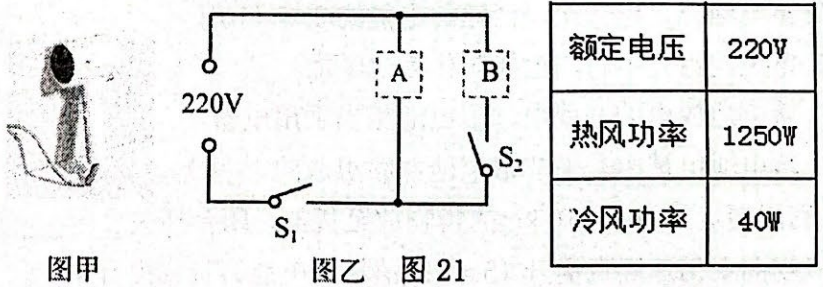 220V
A
B
S₁
S₂
额定电压 220V
热风功率 1250W
冷风功率 40W
图甲
图乙 图 21